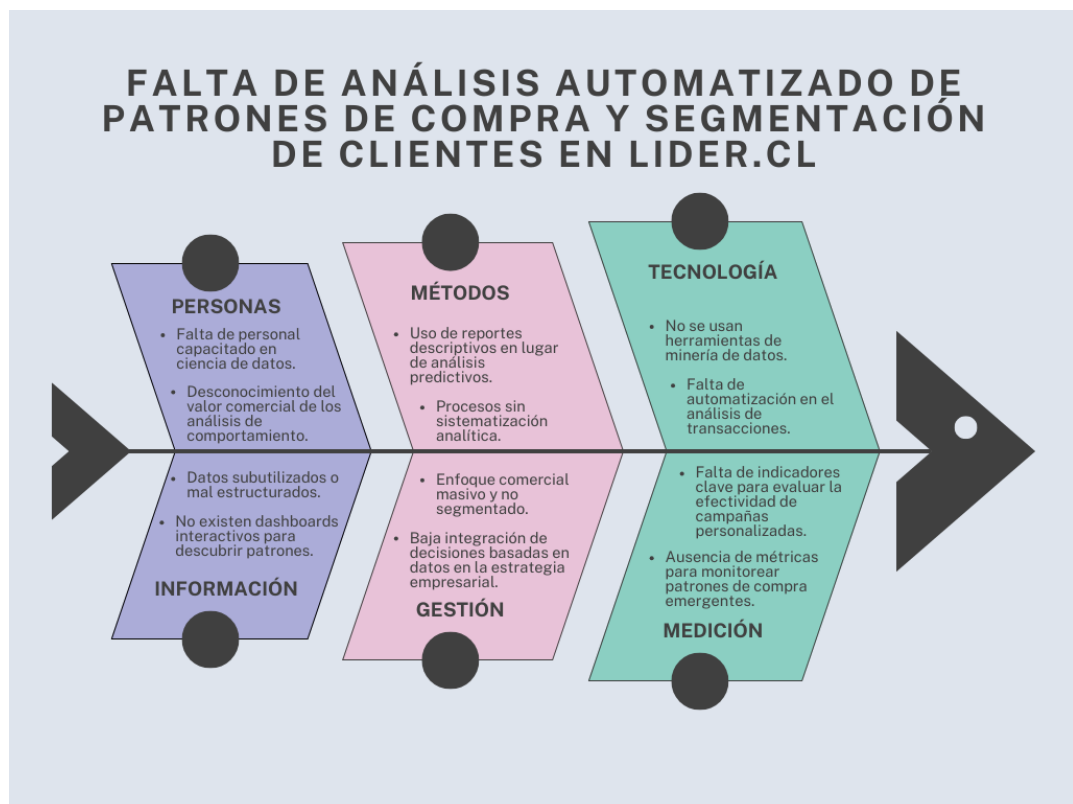 FALTA DE ANÁLISIS AUTOMATIZADO DE
PATRONES DE COMPRA Y SEGMENTACIÓN
DE CLIENTES EN LIDER.CL
PERSONAS
• Falta de personal
capacitado en
ciencia de datos.
• Desconocimiento del
valor comercial de los
análisis de
comportamiento.
MÉTODOS
• Uso de reportes
descriptivos en lugar
de análisis
predictivos.
• Procesos sin
sistematización
analítica.
TECNOLOGÍA
• No se usan
herramientas de
minería de datos.
• Falta de
automatización en el
análisis de
transacciones.
• Datos subutilizados o
mal estructurados.
• No existen dashboards
interactivos para
descubrir patrones.
INFORMACIÓN
• Enfoque comercial
masivo y no
segmentado.
• Baja integración de
decisiones basadas en
datos en la estrategia
empresarial.
GESTIÓN
• Falta de indicadores
clave para evaluar la
efectividad de
campañas
personalizadas.
• Ausencia de métricas
para monitorear
patrones de compra
emergentes.
MEDICIÓN